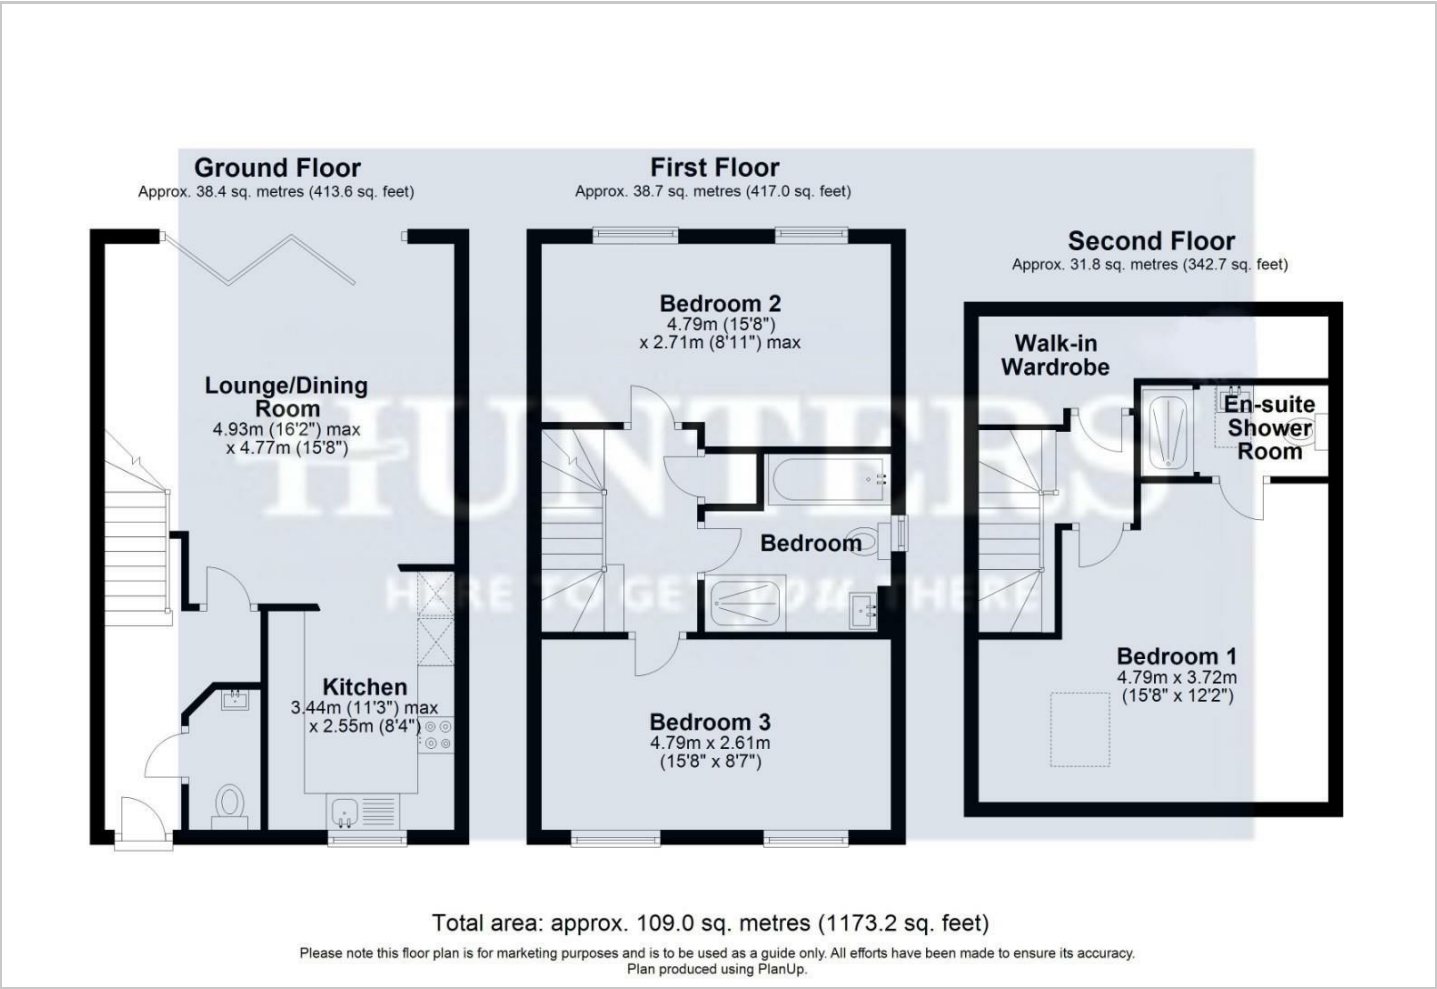 Ground Floor
Approx. 38.4 sq. metres (413.6 sq. feet)
First Floor
Approx. 38.7 sq. metres (417.0 sq. feet)
Second Floor
Approx. 31.8 sq. metres (342.7 sq. feet)
Lounge/Dining
Room
4.93m (16'2") max
x 4.77m (15'8")
Kitchen
3.44m (11'3") max
x 2.55m (8'4")
Bedroom 2
4.79m (15'8")
x 2.71m (8'11") max
Bedroom
Bedroom 3
4.79m x 2.61m
(15'8" x 8'7")
Walk-in
Wardrobe
En-suite
Shower
Room
Bedroom 1
4.79m x 3.72m
(15'8" x 12'2")
HUNTERS
HERE TO GET you THERE
Total area: approx. 109.0 sq. metres (1173.2 sq. feet)
Please note this floor plan is for marketing purposes and is to be used as a guide only. All efforts have been made to ensure its accuracy.
Plan produced using PlanUp.